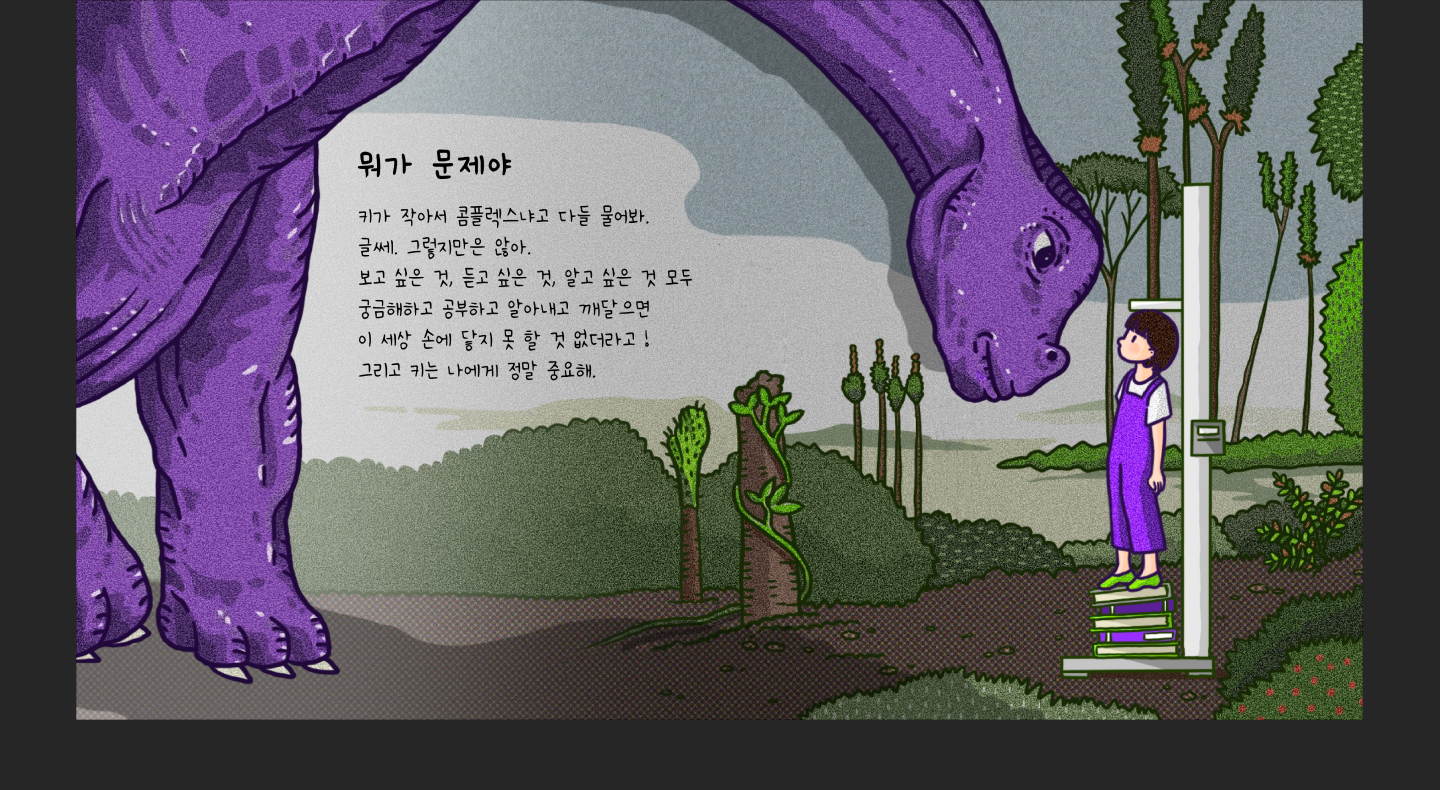 뭐가 문제야
키가 작아서 콤플렉스냐고 다들 물어봐.
글쎄. 그렇지만은 않아.
보고 싶은 것, 듣고 싶은 것, 알고 싶은 것 모두
궁금해하고 공부하고 알아내고 깨달으면
이 세상 손에 닿지 못 할 것 없더라고!
그리고 키는 나에게 정말 중요해.